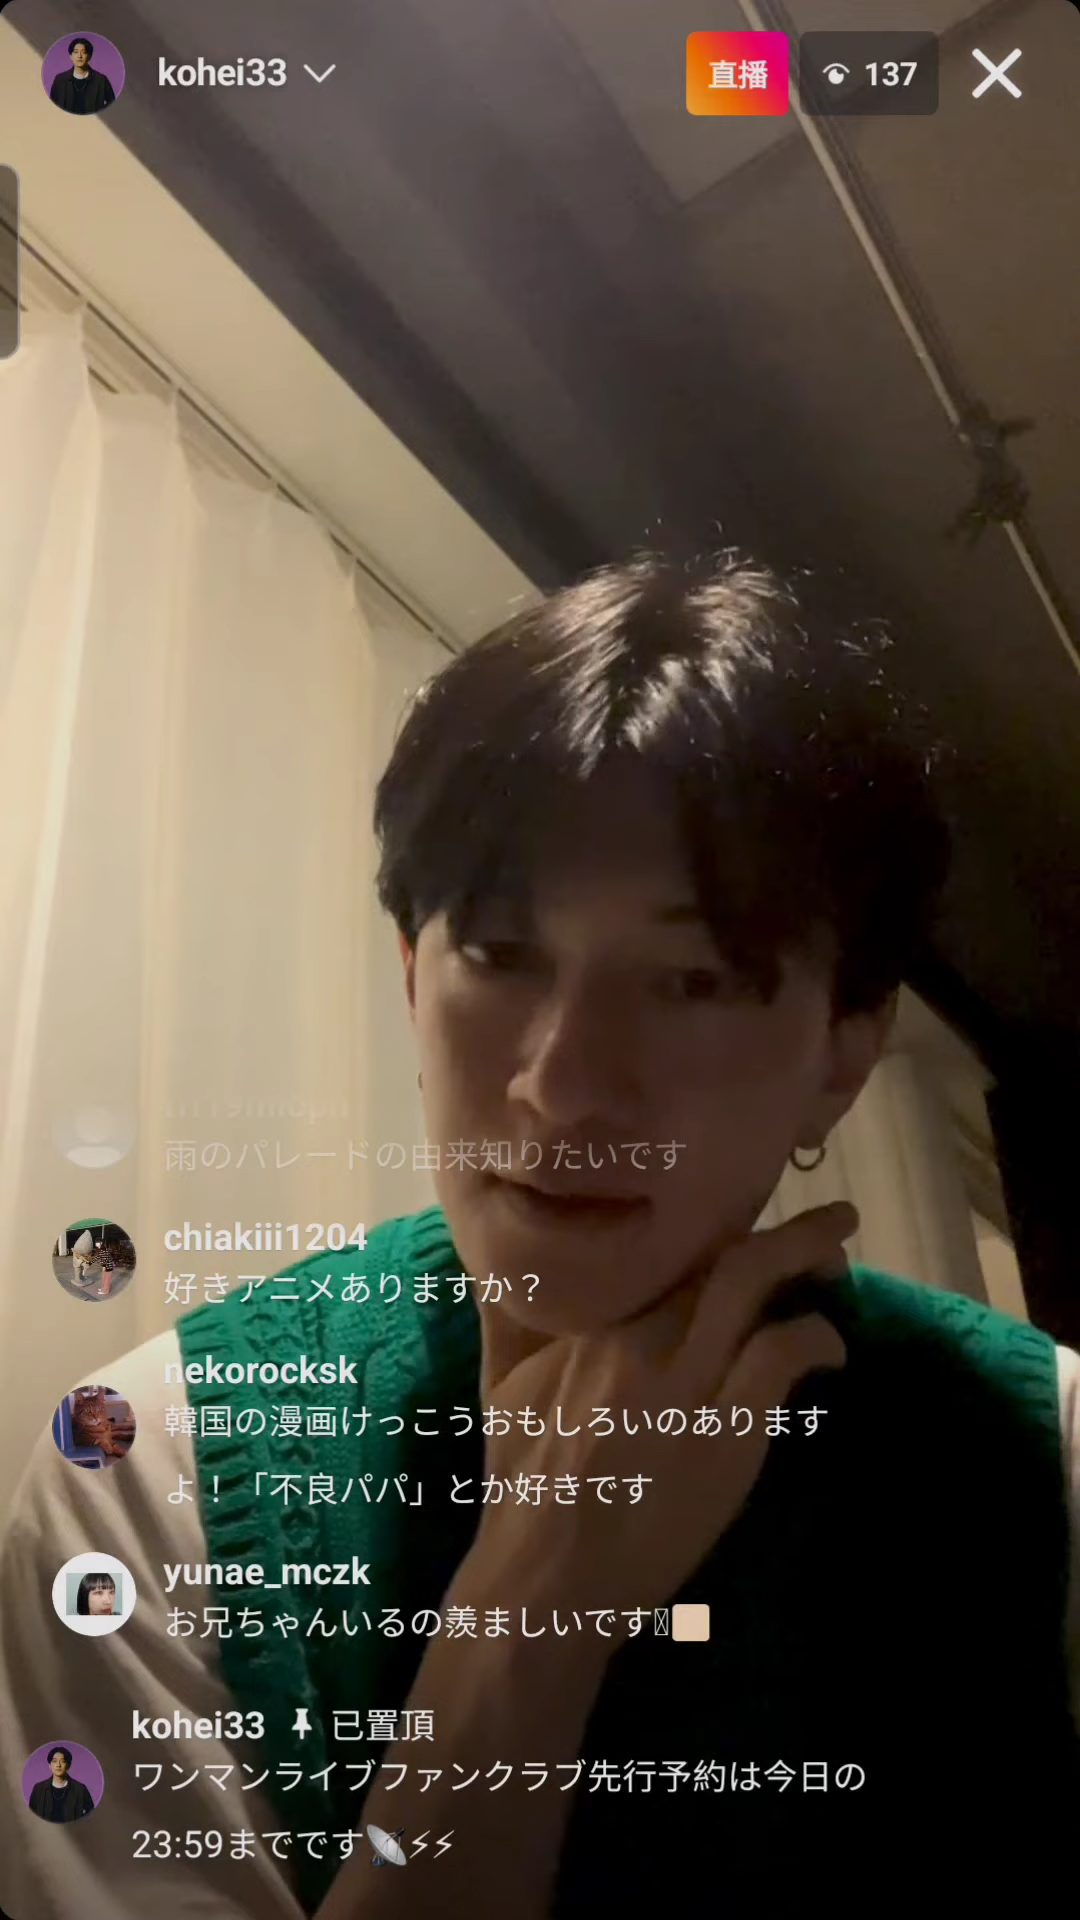 kohei33
直播
137
雨のパレードの由来知りたいです
chiakiii1204
好きアニメありますか？
nekorocksk
韓国の漫画けっこうおもしろいのあります
よ！「不良パパ」とか好きです
yunae_mczk
お兄ちゃんいるの羨ましいです
kohei33 已置頂
ワンマンライブファンクラブ先行予約は今日の
23:59までです📡⚡⚡